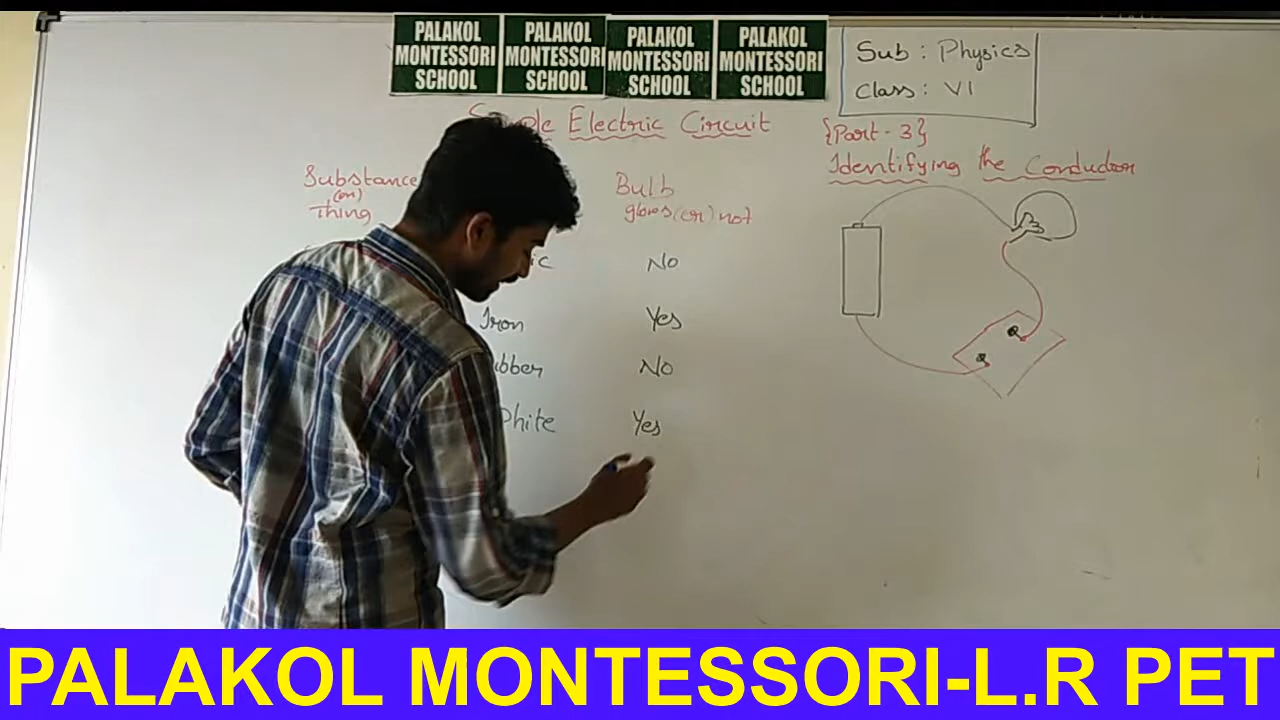 PALAKOL MONTESSORI SCHOOL
PALAKOL MONTESSORI SCHOOL
PALAKOL MONTESSORI SCHOOL
PALAKOL MONTESSORI SCHOOL
Sub : Physics
Class : VI
Electric Circuit
{Part - 3}
Identifying the Conductor
Substance
(or)
Thing
Bulb
glows (or) not
No
Iron
Yes
No
Yes
PALAKOL MONTESSORI-L.R PET